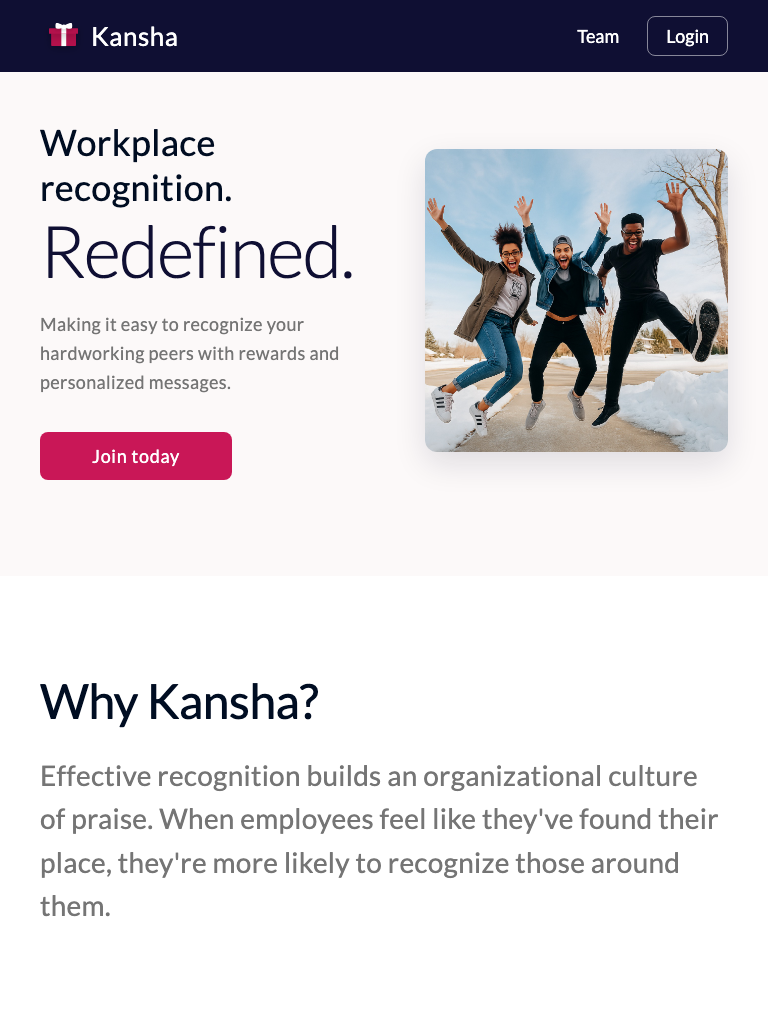 Kansha
Team
Login
Workplace
recognition.
Redefined.
Making it easy to recognize your
hardworking peers with rewards and
personalized messages.
Join today
Why Kansha?
Effective recognition builds an organizational culture
of praise. When employees feel like they've found their
place, they're more likely to recognize those around
them.